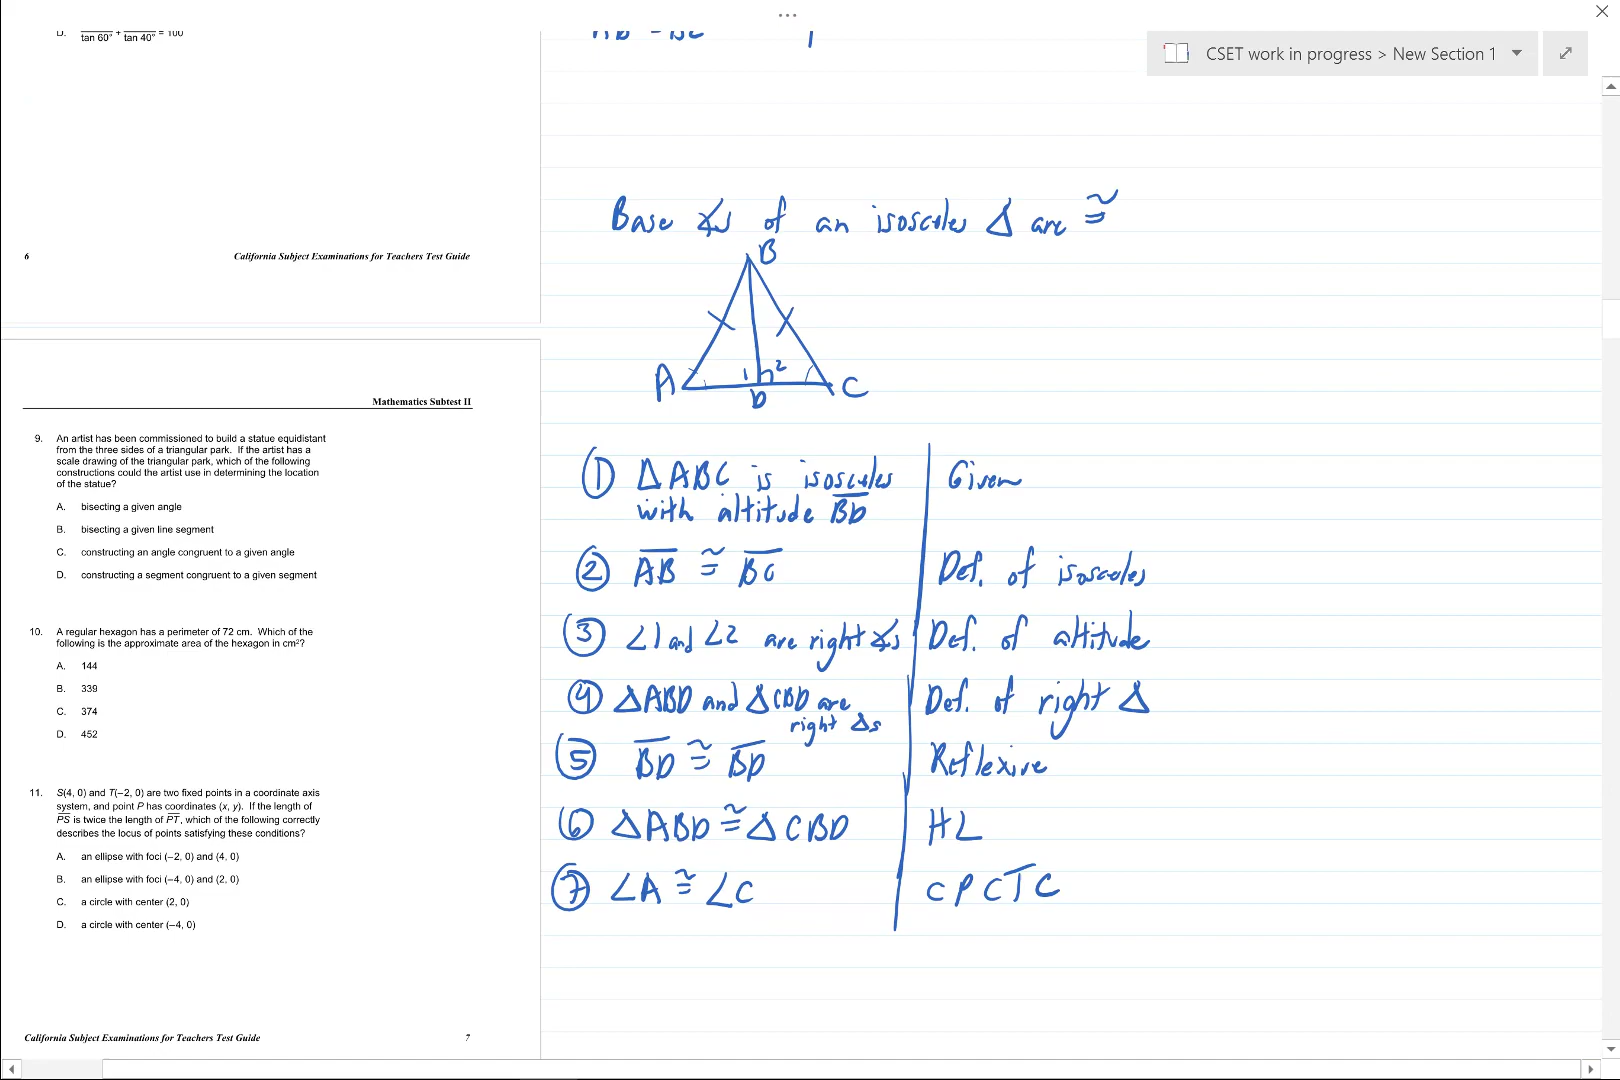 CSET work in progress > New Section 1
D. tan 60° + tan 40° = 100
6 California Subject Examinations for Teachers Test Guide
Mathematics Subtest II
9. An artist has been commissioned to build a statue equidistant
from the three sides of a triangular park. If the artist has a
scale drawing of the triangular park, which of the following
constructions could the artist use in determining the location
of the statue?
A. bisecting a given angle
B. bisecting a given line segment
C. constructing an angle congruent to a given angle
D. constructing a segment congruent to a given segment
10. A regular hexagon has a perimeter of 72 cm. Which of the
following is the approximate area of the hexagon in cm²?
A. 144
B. 339
C. 374
D. 452
11. S(4, 0) and T(−2, 0) are two fixed points in a coordinate axis
system, and point P has coordinates (x, y). If the length of
P̅S̅ is twice the length of P̅T̅, which of the following correctly
describes the locus of points satisfying these conditions?
A. an ellipse with foci (−2, 0) and (4, 0)
B. an ellipse with foci (−4, 0) and (2, 0)
C. a circle with center (2, 0)
D. a circle with center (−4, 0)
California Subject Examinations for Teachers Test Guide 7
Base ∡s of an isosceles Δ are ≅
B
A 1 2 C
D
① ΔABC is isosceles Given
with altitude B̅D̅
② A̅B̅ ≅ B̅C̅ Def. of isosceles
③ ∠1 and ∠2 are right ∡s Def. of altitude
④ ΔABD and ΔCBD are Def. of right Δ
right Δs
⑤ B̅D̅ ≅ B̅D̅ Reflexive
⑥ ΔABD ≅ ΔCBD HL
⑦ ∠A ≅ ∠C CPCTC